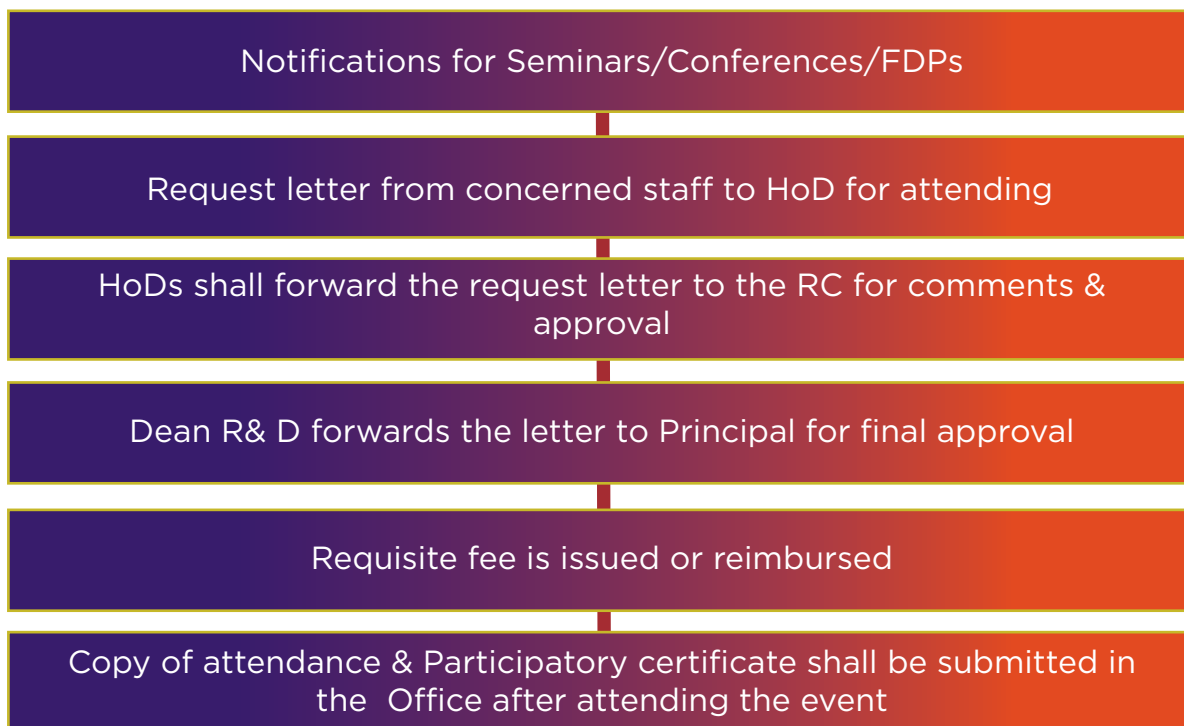 Notifications for Seminars/Conferences/FDPs
Request letter from concerned staff to HoD for attending
HoDs shall forward the request letter to the RC for comments &
approval
Dean R& D forwards the letter to Principal for final approval
Requisite fee is issued or reimbursed
Copy of attendance & Participatory certificate shall be submitted in
the  Office after attending the event